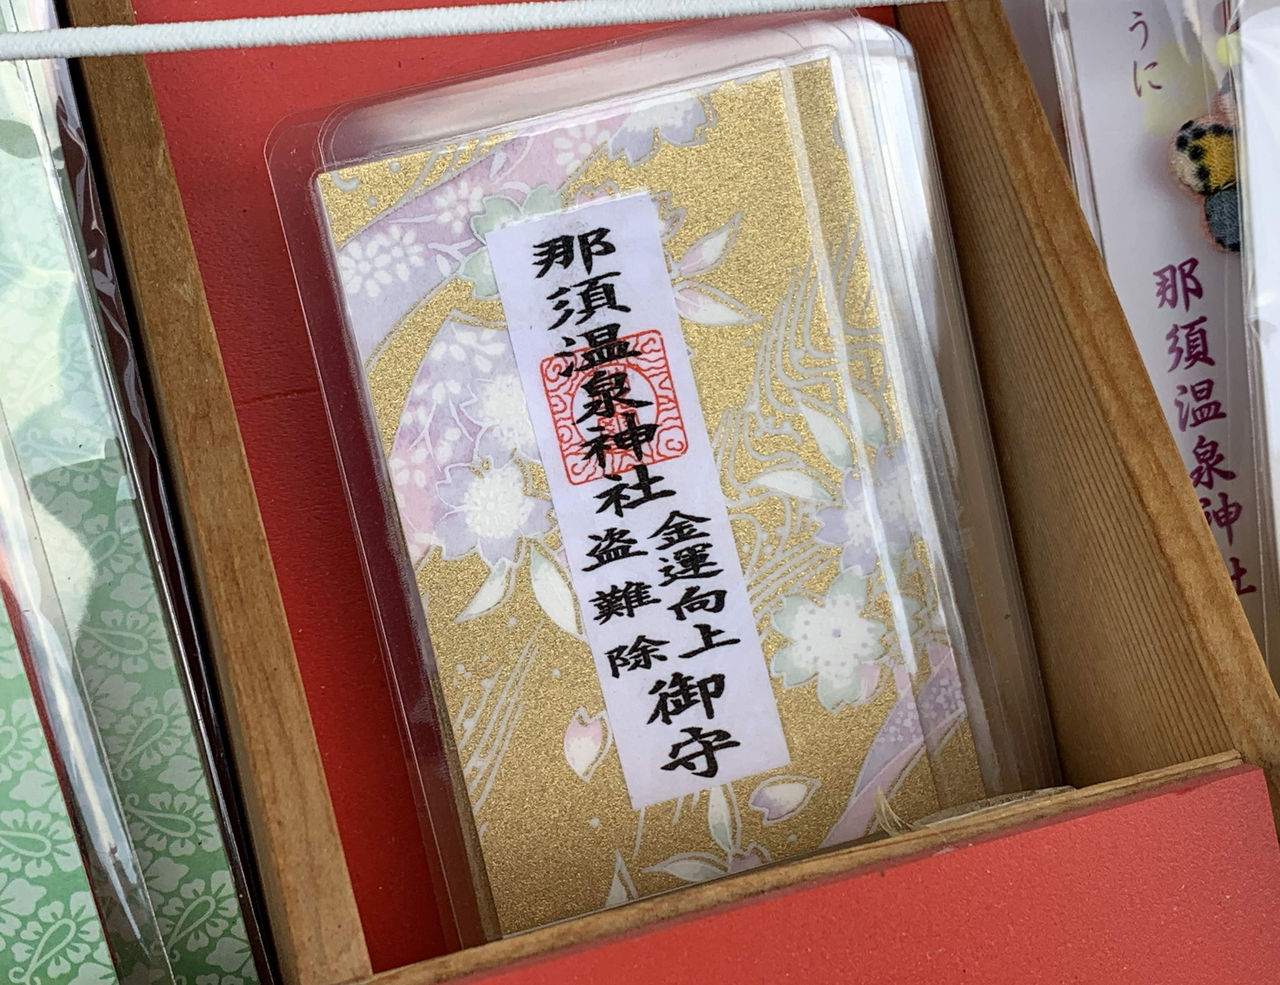 那須温泉神社
金運向上
盗難除
御守
うに
那須温泉神社